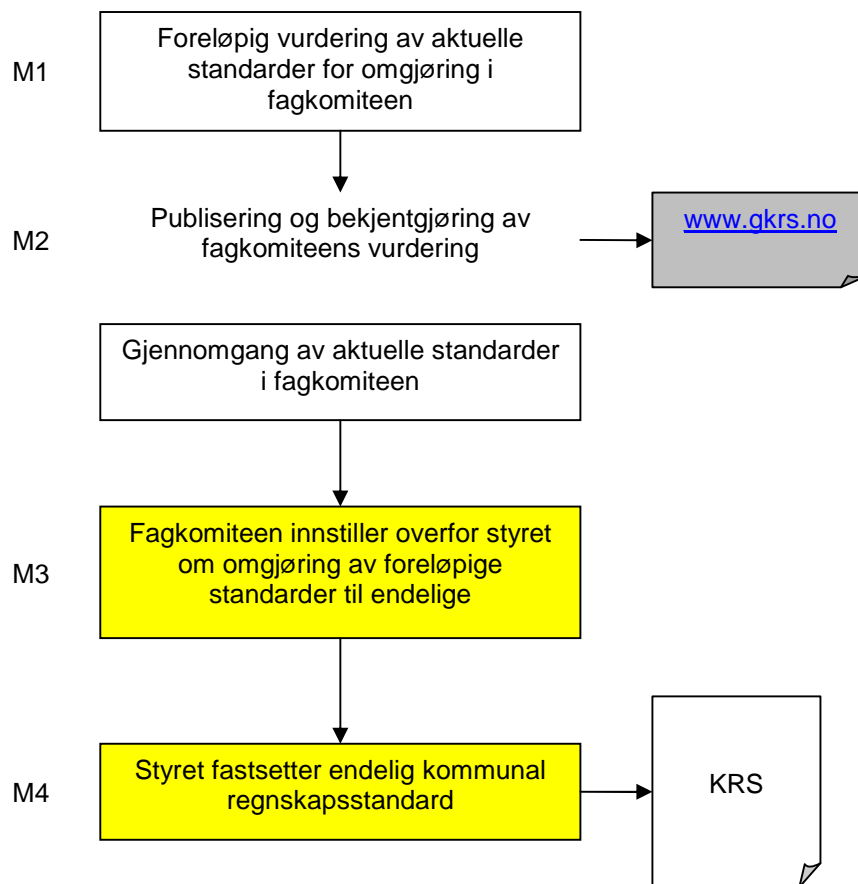 M1
Foreløpig vurdering av aktuelle
standarder for omgjøring i
fagkomiteen
M2
Publisering og bekjentgjøring av
fagkomiteens vurdering
www.gkrs.no
Gjennomgang av aktuelle standarder
i fagkomiteen
M3
Fagkomiteen innstiller overfor styret
om omgjøring av foreløpige
standarder til endelige
M4
Styret fastsetter endelig kommunal
regnskapsstandard
KRS